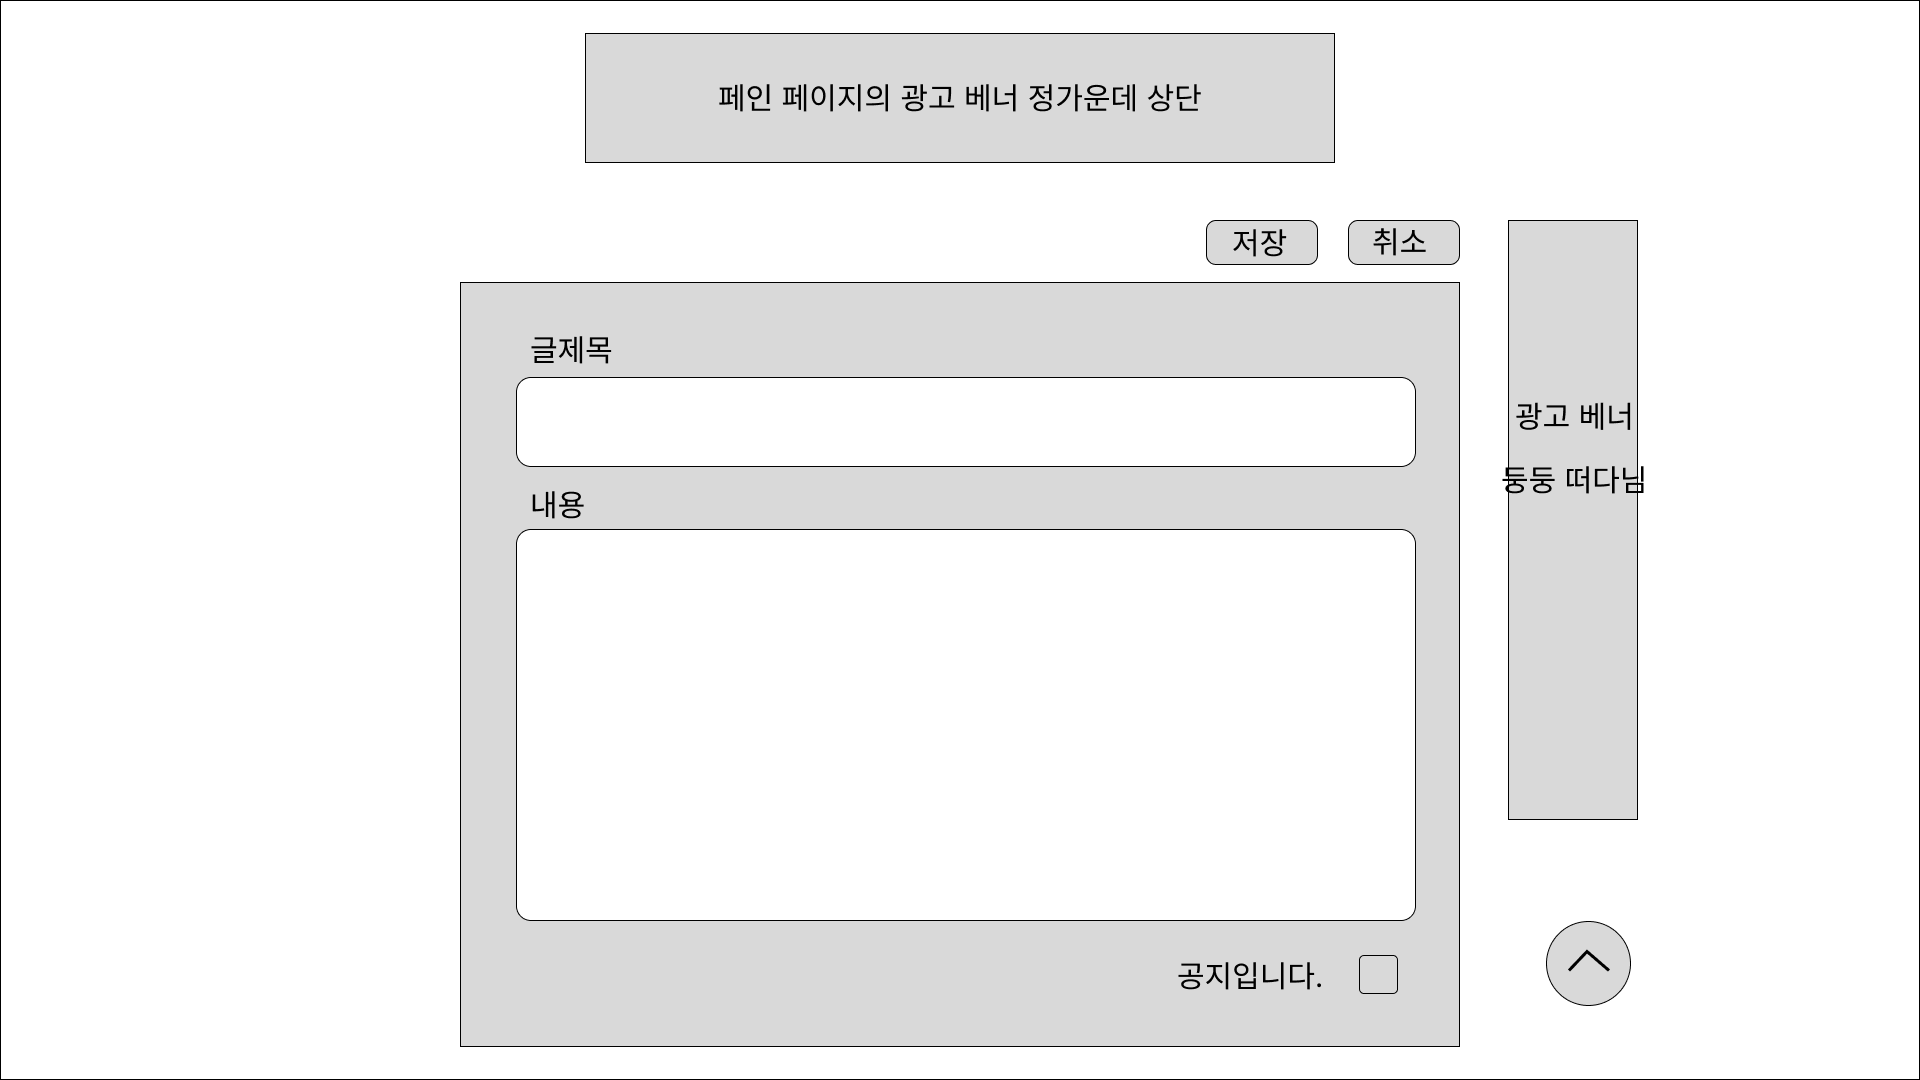 페인 페이지의 광고 베너 정가운데 상단
저장
취소
글제목
내용
공지입니다.
광고 베너
둥둥 떠다님